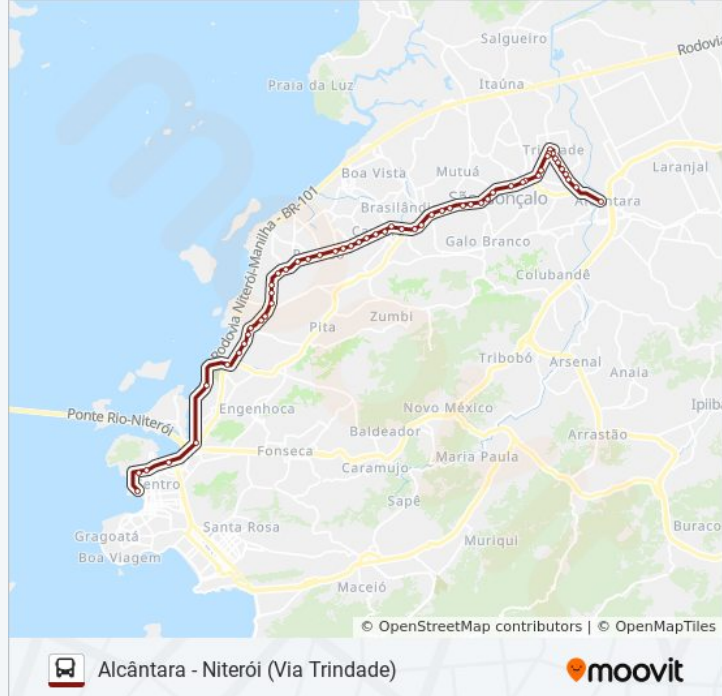 Salgueiro
Rodovia
Itaúna
Praia da Luz
Trindade
Boa Vista
Mutuá
Laranjal
São Gonçalo
Alcântara
Brasilândia
Rodovia Niterói-Manilha - BR-101
Galo Branco
Colubandê
Zumbi
Pita
Tribobó
Arsenal
Anaia
Engenhoca
Novo México
Ponte Rio-Niterói
Baldeador
Arrastão
Fonseca
Maria Paula
Caramujo
Centro
Sapê
Santa Rosa
Gragoatá
Buraco
Boa Viagem
Muriqui
Maceió
© OpenStreetMap contributors | © OpenMapTiles
Alcântara - Niterói (Via Trindade)
moovit